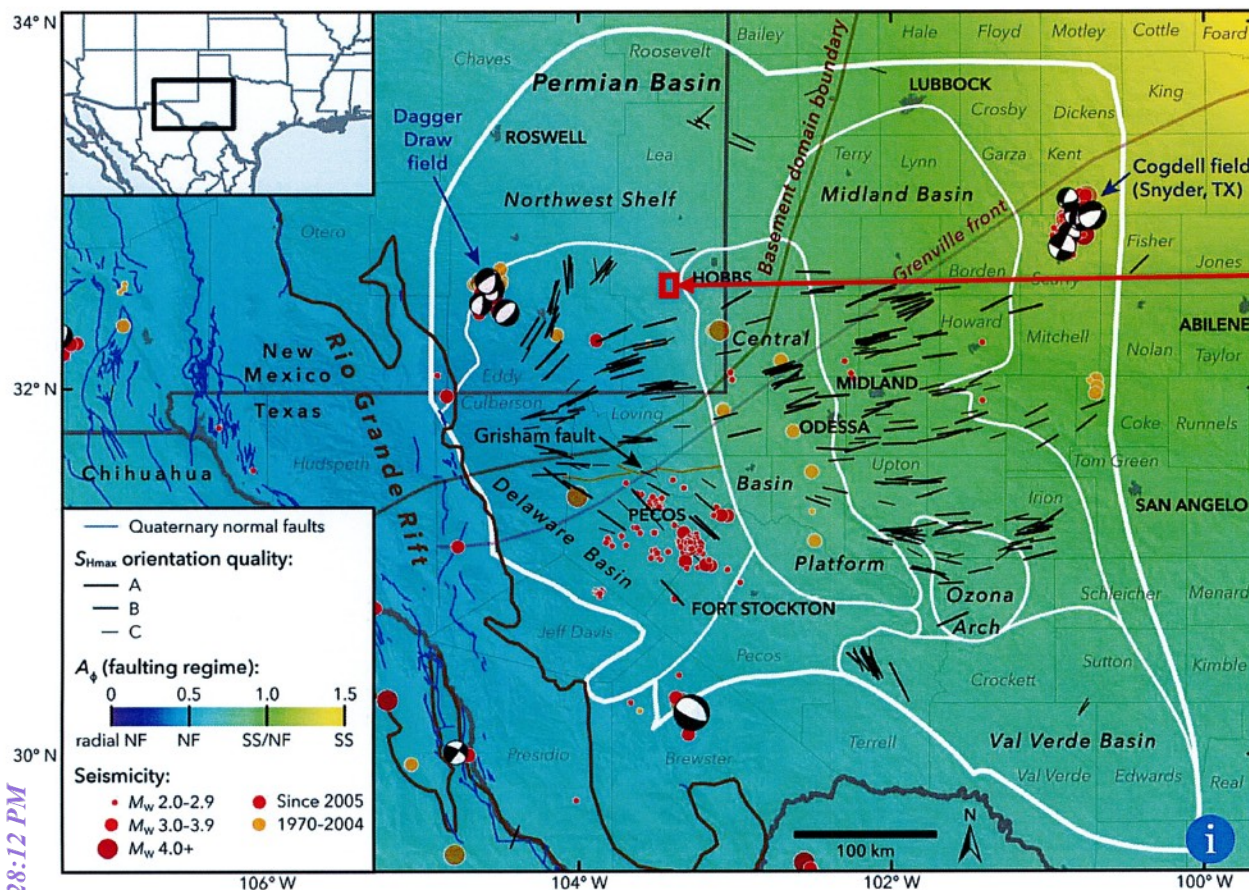 34° N
32° N
30° N
106° W
104° W
102° W
100° W
Chaves
Roosevelt
Bailey
Hale
Floyd
Motley
Cottle
Foard
Permian Basin
LUBBOCK
King
Dagger
Draw
field
ROSWELL
Basement domain boundary
Crosby
Dickens
Lea
Terry
Lynn
Garza
Kent
Cogdell field
(Snyder, TX)
Northwest Shelf
Midland Basin
Otero
Grenville front
Fisher
HOBBS
Borden
Scurry
Jones
Rio Grande Rift
Central
Howard
Mitchell
ABILENE
New
Mexico
Eddy
Nolan
Taylor
Texas
Culberson
Loving
MIDLAND
ODESSA
Coke
Runnels
Grisham fault
Chihuahua
Hudspeth
Delaware Basin
Basin
Upton
Tom Green
Irion
PECOS
SAN ANGELO
Platform
Ozona
Arch
Schleicher
Menard
FORT STOCKTON
Jeff Davis
Pecos
Sutton
Kimble
Crockett
Presidio
Brewster
Terrell
Val Verde Basin
Val Verde
Edwards
Real
Quaternary normal faults
SHmax orientation quality:
A
B
C
Aϕ (faulting regime):
0 0.5 1.0 1.5
radial NF NF SS/NF SS
Seismicity:
Mw 2.0-2.9
Since 2005
Mw 3.0-3.9
1970-2004
Mw 4.0+
N
100 km
i
28:12 PM